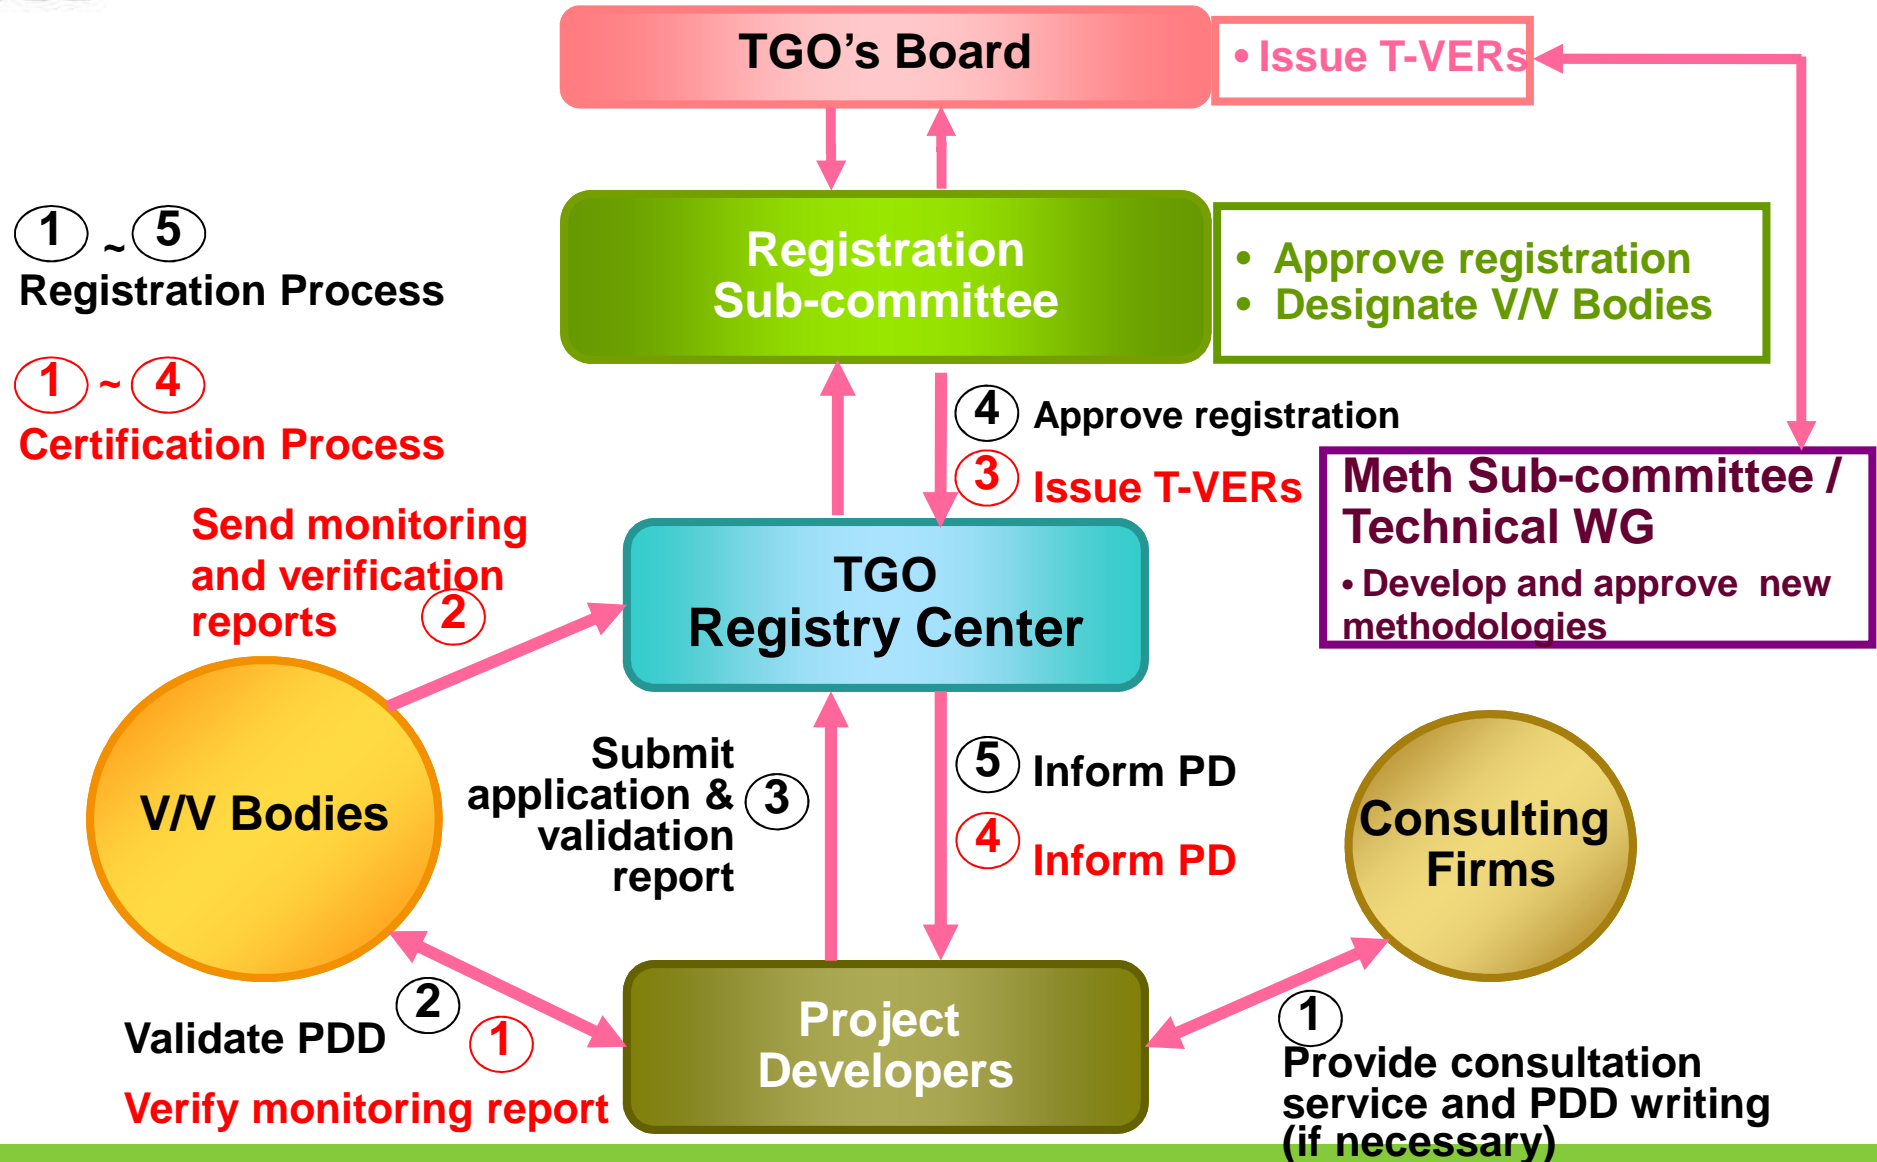 TGO’s Board
• Issue T-VERs
Registration
Sub-committee
• Approve registration
• Designate V/V Bodies
1 ~ 5
Registration Process
1 ~ 4
Certification Process
4 Approve registration
3 Issue T-VERs
Meth Sub-committee /
Technical WG
• Develop and approve new
methodologies
Send monitoring
and verification
reports 2
TGO
Registry Center
V/V Bodies
Submit
application &
validation
report
3
5 Inform PD
4 Inform PD
Consulting
Firms
Validate PDD 2
1
Verify monitoring report
Project
Developers
1
Provide consultation
service and PDD writing
(if necessary)